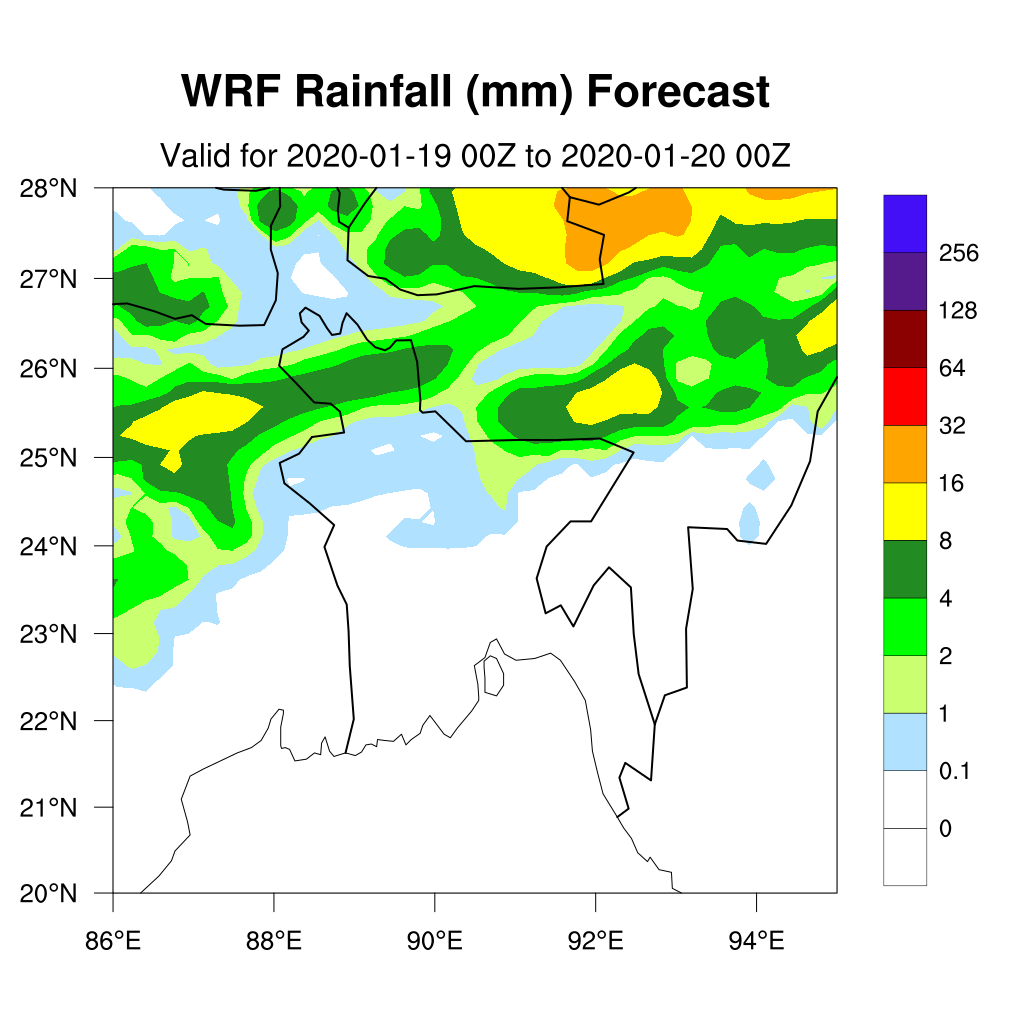 WRF Rainfall (mm) Forecast
Valid for 2020-01-19 00Z to 2020-01-20 00Z
28°N
27°N
26°N
25°N
24°N
23°N
22°N
21°N
20°N
86°E 88°E 90°E 92°E 94°E
256
128
64
32
16
8
4
2
1
0.1
0